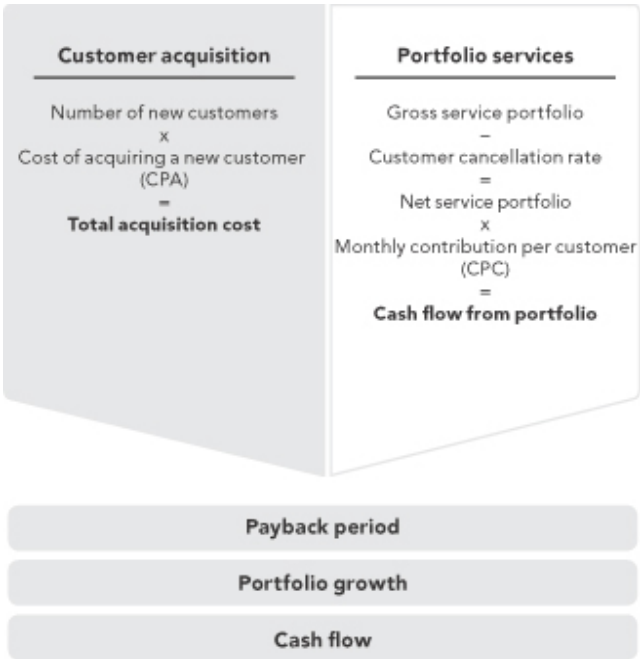 Customer acquisition
Number of new customers
x
Cost of acquiring a new customer
(CPA)
=
Total acquisition cost
Portfolio services
Gross service portfolio
–
Customer cancellation rate
=
Net service portfolio
x
Monthly contribution per customer
(CPC)
=
Cash flow from portfolio
Payback period
Portfolio growth
Cash flow